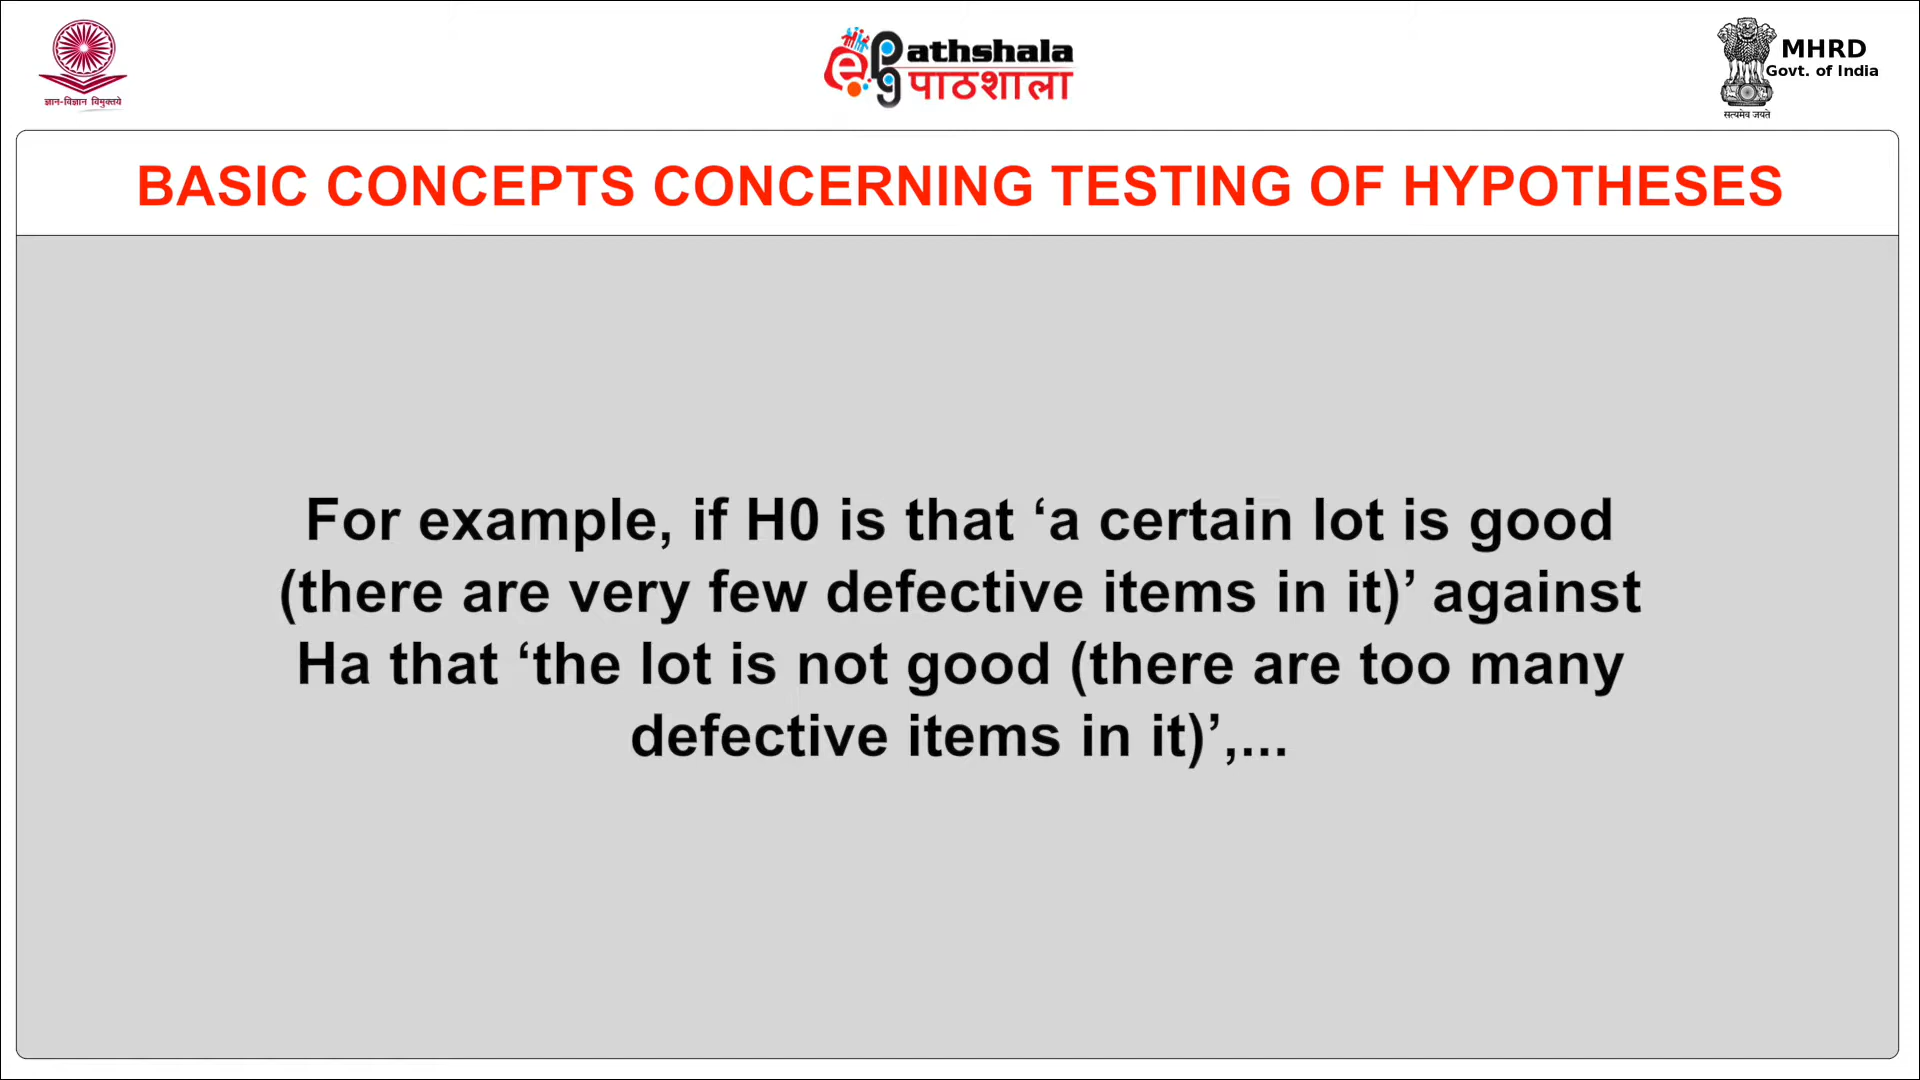 ज्ञान-विज्ञान विमुक्तये
ePathshala
पाठशाला
MHRD
Govt. of India
सत्यमेव जयते
BASIC CONCEPTS CONCERNING TESTING OF HYPOTHESES
For example, if H0 is that ‘a certain lot is good
(there are very few defective items in it)’ against
Ha that ‘the lot is not good (there are too many
defective items in it)’,...